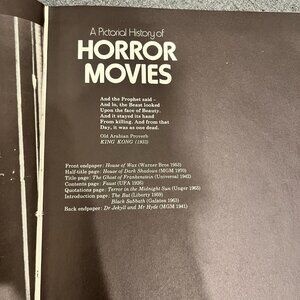 A Pictorial History of
HORROR
MOVIES
And the Prophet said -
And lo, the Beast looked
Upon the face of Beauty.
And it stayed its hand
From killing. And from that
Day, it was as one dead.
Old Arabian Proverb
KING KONG (1933)
Front endpaper: House of Wax (Warner Bros 1953)
Half-title page: House of Dark Shadows (MGM 1970)
Title page: The Ghost of Frankenstein (Universal 1942)
Contents page: Faust (UFA 1926)
Quotations page: Terror in the Midnight Sun (Unger 1960)
Introduction page: The Bat (Liberty 1959)
Black Sabbath (Galatea 1963)
Back endpaper: Dr Jekyll and Mr Hyde (MGM 1941)